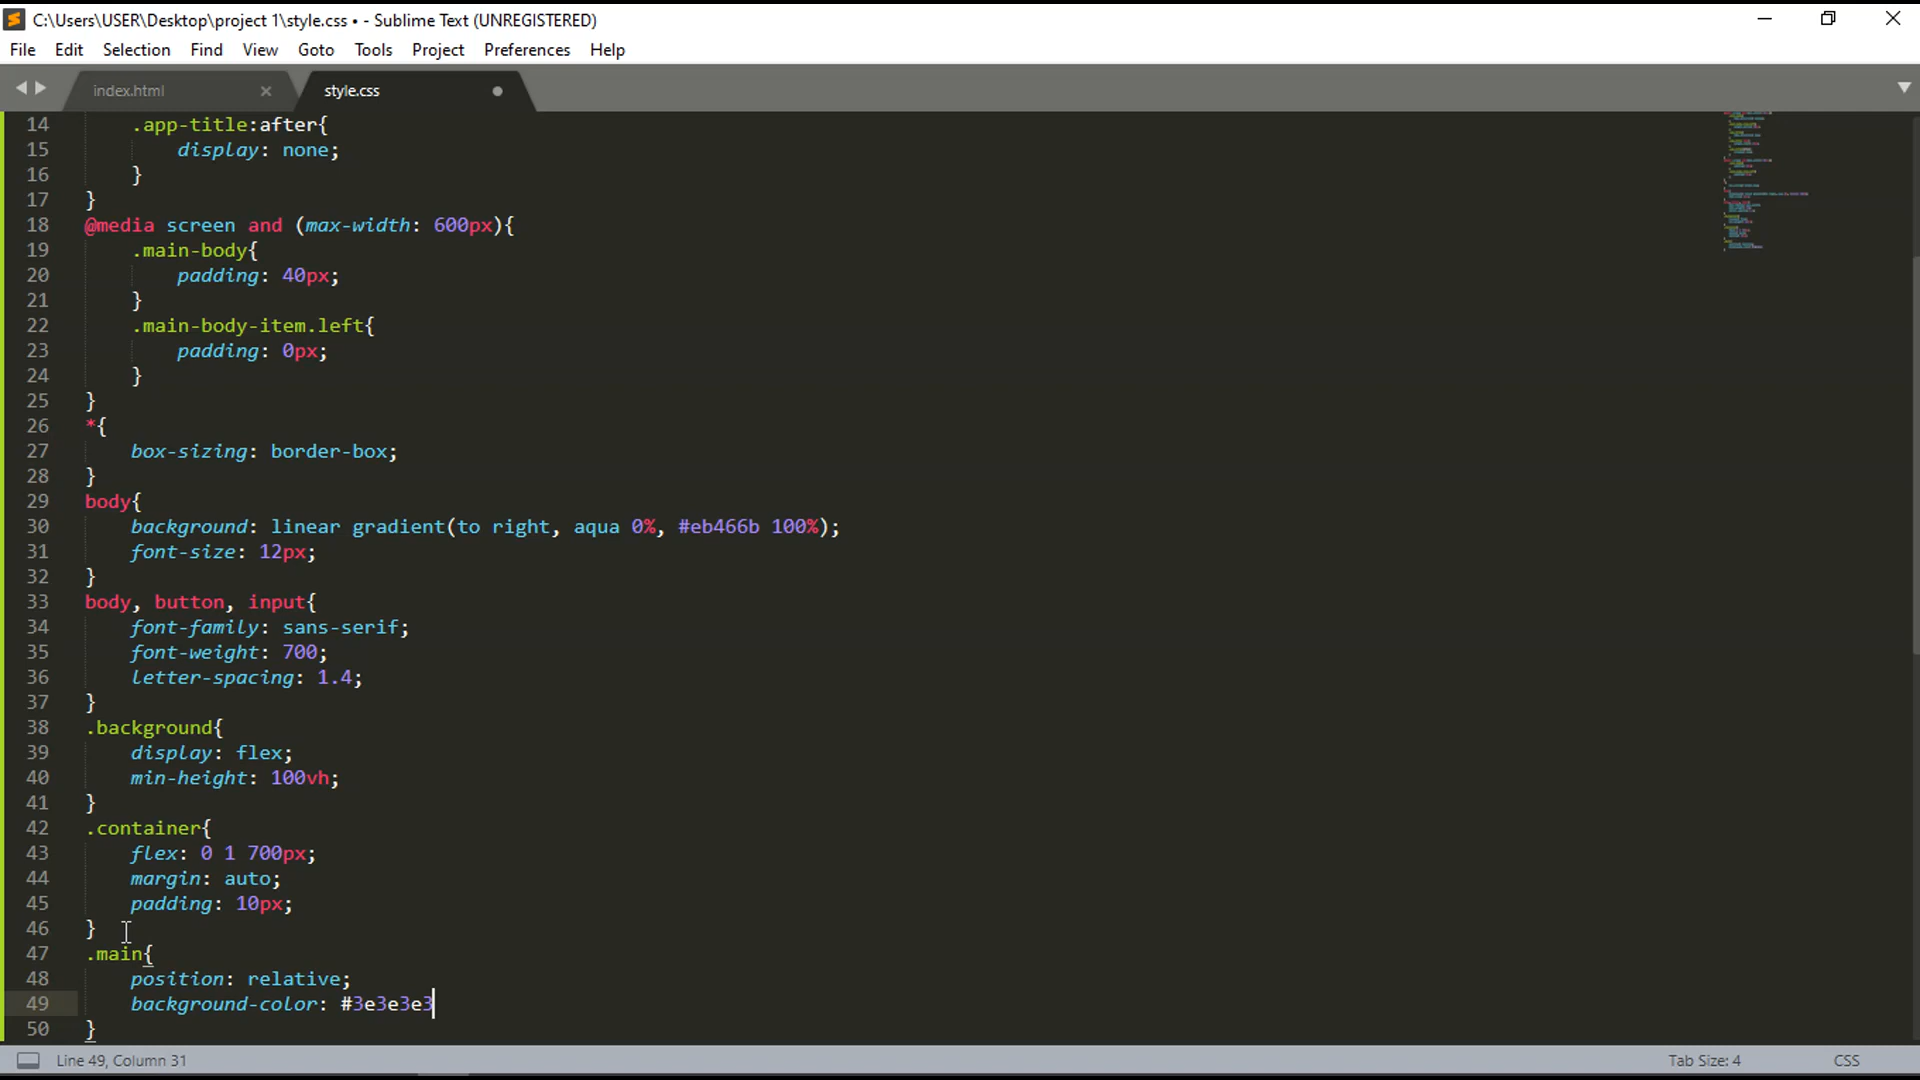 C:\Users\USER\Desktop\project 1\style.css • - Sublime Text (UNREGISTERED)
File Edit Selection Find View Goto Tools Project Preferences Help
index.html style.css
14 .app-title:after{
15 display: none;
16 }
17 }
18 @media screen and (max-width: 600px){
19 .main-body{
20 padding: 40px;
21 }
22 .main-body-item.left{
23 padding: 0px;
24 }
25 }
26 *{
27 box-sizing: border-box;
28 }
29 body{
30 background: linear gradient(to right, aqua 0%, #eb466b 100%);
31 font-size: 12px;
32 }
33 body, button, input{
34 font-family: sans-serif;
35 font-weight: 700;
36 letter-spacing: 1.4;
37 }
38 .background{
39 display: flex;
40 min-height: 100vh;
41 }
42 .container{
43 flex: 0 1 700px;
44 margin: auto;
45 padding: 10px;
46 }
47 .main{
48 position: relative;
49 background-color: #3e3e3e3
50 }
Line 49, Column 31 Tab Size: 4 CSS